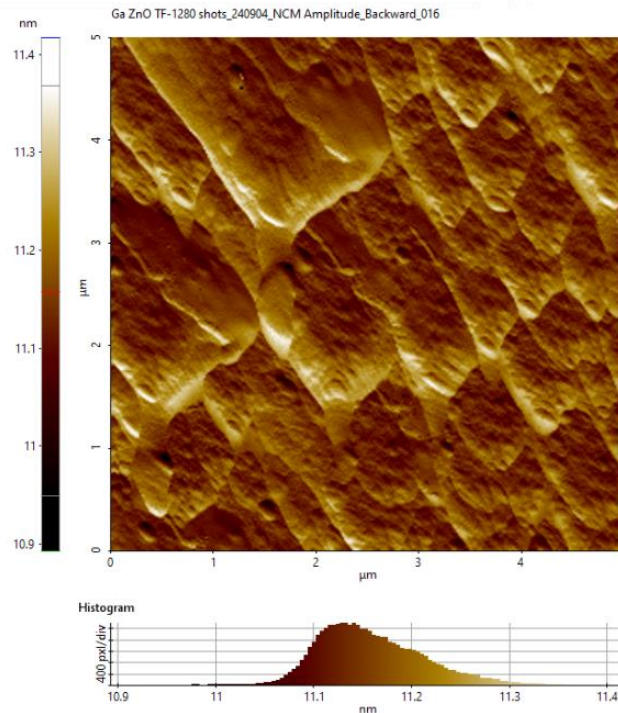 Ga ZnO TF-1280 shots_240904_NCM Amplitude_Backward_016
nm
11.4
11.3
11.2
11.1
11
10.9
5
4
3
2
1
0
µm
0 1 2 3 4
µm
Histogram
400 pxl/div
10.9 11 11.1 11.2 11.3 11.4
nm